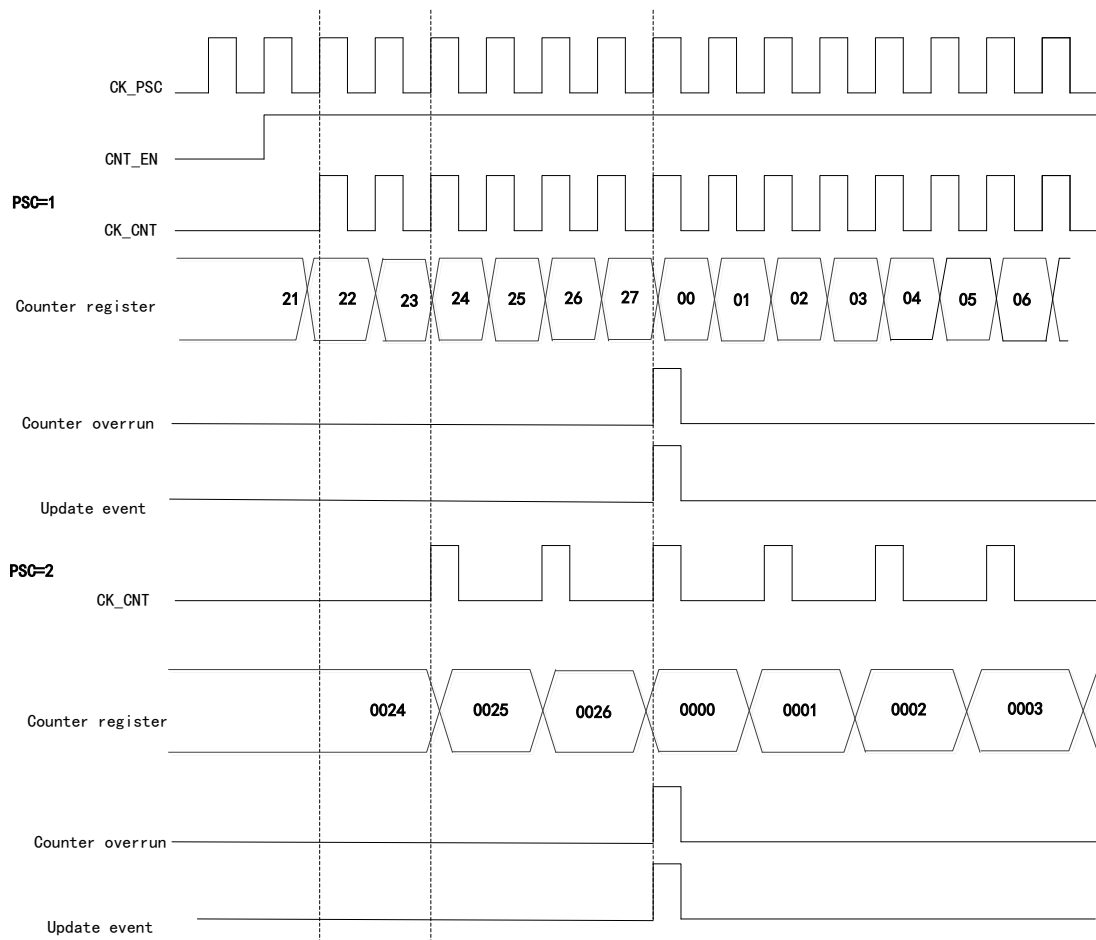 CK_PSC
CNT_EN
PSC=1
CK_CNT
Counter register 21 22 23 24 25 26 27 00 01 02 03 04 05 06
Counter overrun
Update event
PSC=2
CK_CNT
Counter register 0024 0025 0026 0000 0001 0002 0003
Counter overrun
Update event